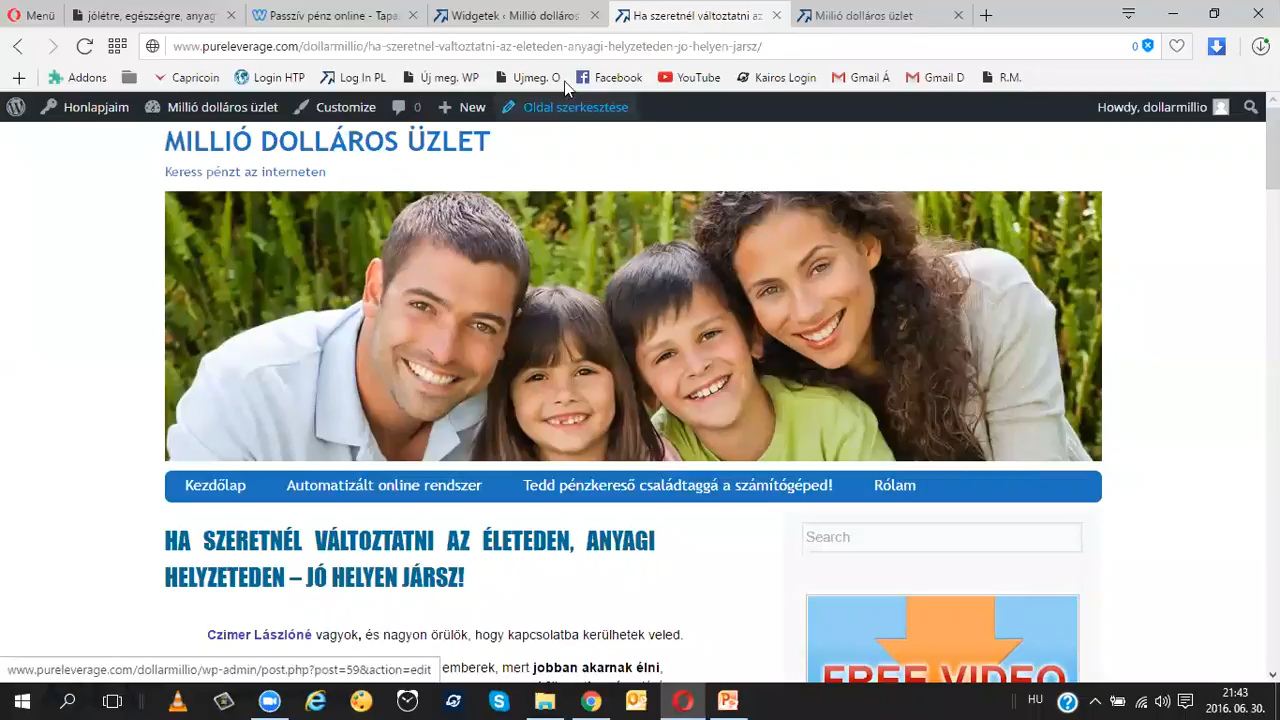 Menü
jólétre, egészségre, anyag
Passzív pénz online - Tapa
Widgetek ‹ Millió dolláros
Ha szeretnél változtatni az
Millió dolláros üzlet
www.pureleverage.com/dollarmillio/ha-szeretnel-valtoztatni-az-eleteden-anyagi-helyzeteden-jo-helyen-jarsz/
0
Addons
Capricoin
Login HTP
Log In PL
Új meg. WP
Ujmeg. O
Facebook
YouTube
Kairos Login
Gmail Á
Gmail D
R.M.
Honlapjaim
Millió dolláros üzlet
Customize
0
New
Oldal szerkesztése
Howdy, dollarmillio
MILLIÓ DOLLÁROS ÜZLET
Keress pénzt az interneten
Kezdőlap
Automatizált online rendszer
Tedd pénzkereső családtaggá a számítógéped!
Rólam
HA SZERETNÉL VÁLTOZTATNI AZ ÉLETEDEN, ANYAGI
HELYZETEDEN – JÓ HELYEN JÁRSZ!
Search
Czimer Lászlóné vagyok, és nagyon örülök, hogy kapcsolatba kerülhetek veled.
emberek, mert jobban akarnak élni,
FREE VIDEO
www.pureleverage.com/dollarmillio/wp-admin/post.php?post=59&action=edit
HU
21:43
2016. 06. 30.